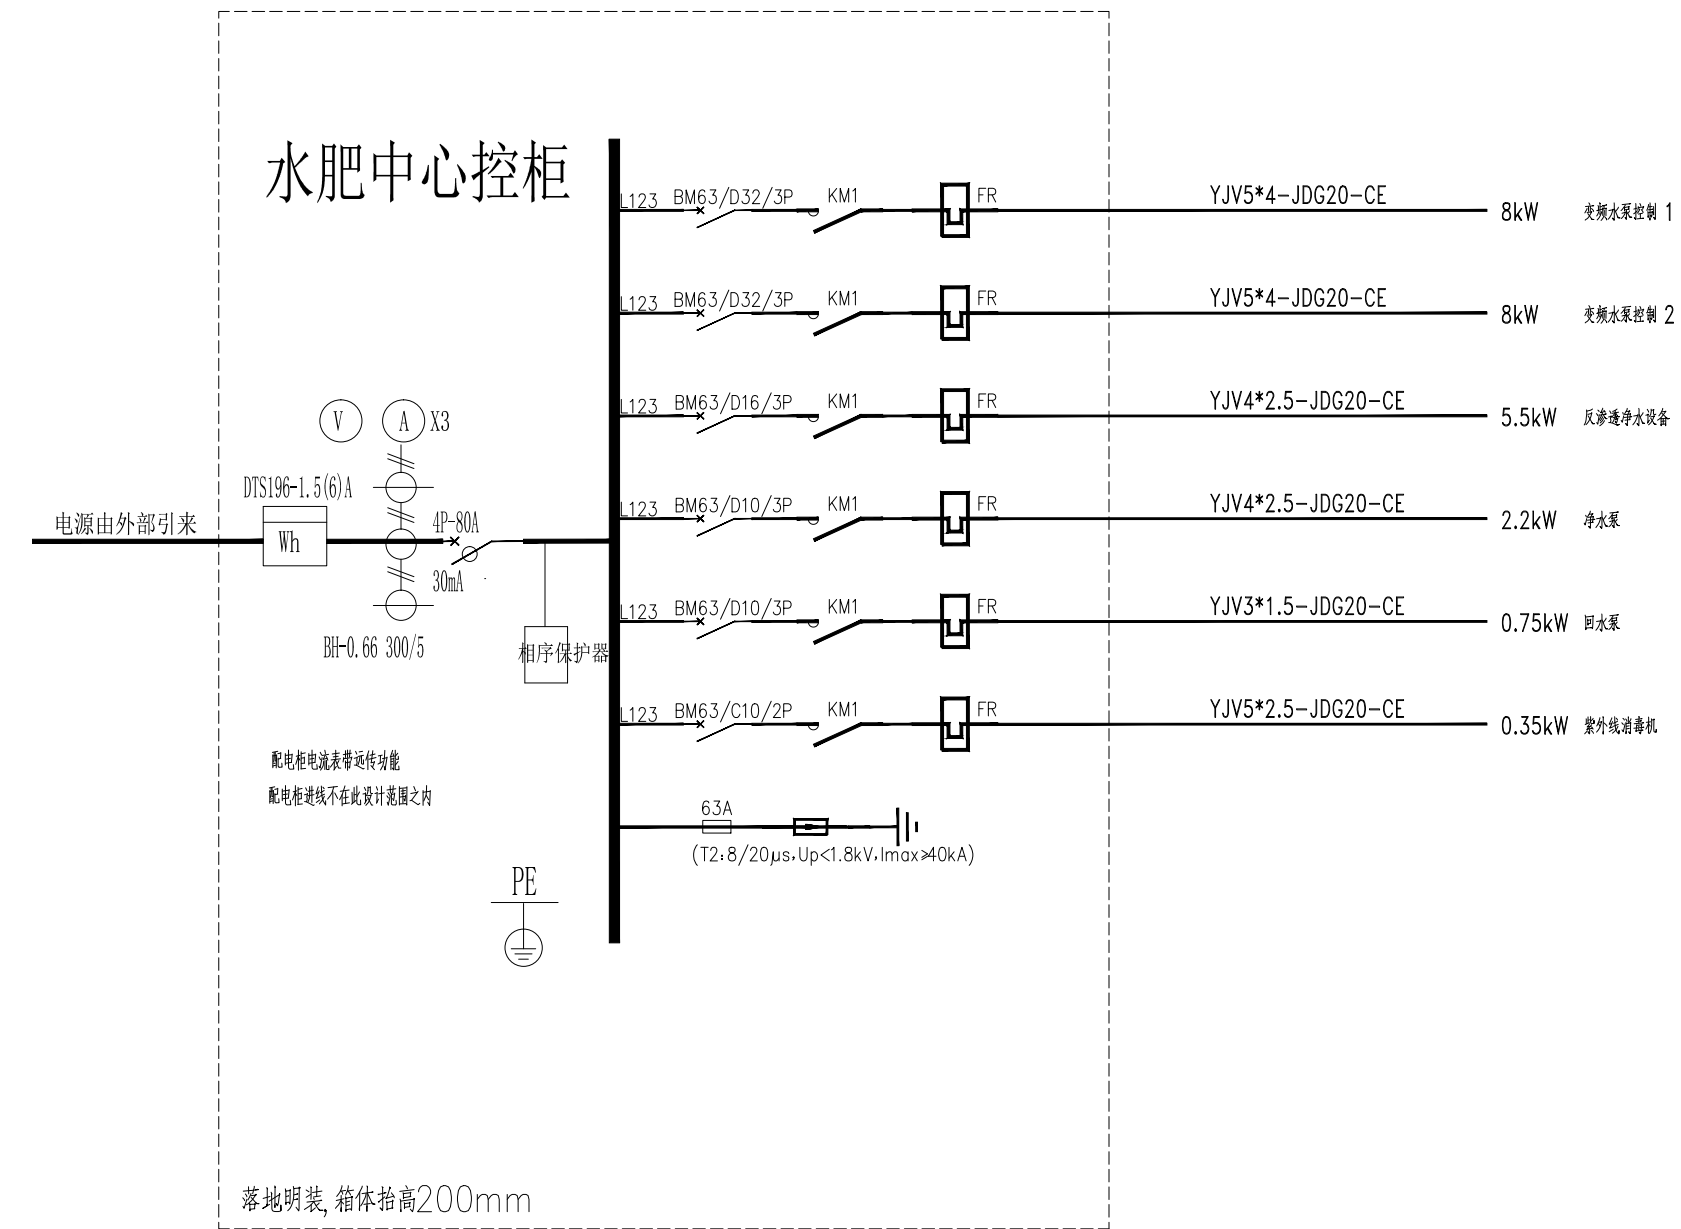 水肥中心控柜
L123 BM63/D32/3P KM1 FR YJV5*4-JDG20-CE 8kW 变频水泵控制 1
L123 BM63/D32/3P KM1 FR YJV5*4-JDG20-CE 8kW 变频水泵控制 2
L123 BM63/D16/3P KM1 FR YJV4*2.5-JDG20-CE 5.5kW 反渗透净水设备
V A X3
DTS196-1.5(6)A
L123 BM63/D10/3P KM1 FR YJV4*2.5-JDG20-CE 2.2kW 净水泵
电源由外部引来 Wh 4P-80A
30mA
L123 BM63/D10/3P KM1 FR YJV3*1.5-JDG20-CE 0.75kW 回水泵
BH-0.66 300/5
相序保护器
L123 BM63/C10/2P KM1 FR YJV5*2.5-JDG20-CE 0.35kW 紫外线消毒机
配电柜电流表带远传功能
配电柜进线不在此设计范围之内
63A
(T2:8/20μs,Up<1.8kV,Imax≥40kA)
PE
落地明装,箱体抬高200mm